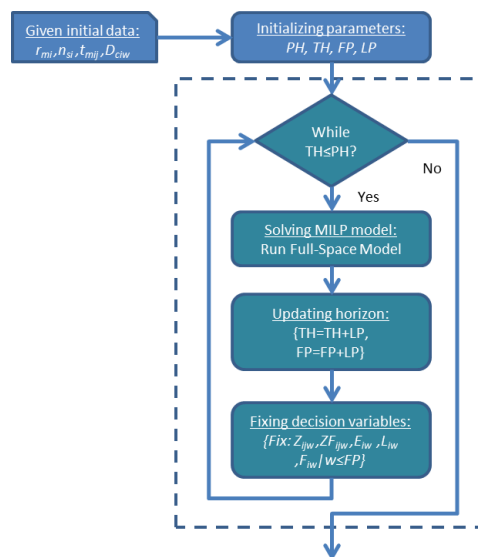 Given initial data:
r_mi,n_si,t_mij,D_ciw
Initializing parameters:
PH, TH, FP, LP
While
TH≤PH?
No
Yes
Solving MILP model:
Run Full-Space Model
Updating horizon:
{TH=TH+LP,
FP=FP+LP}
Fixing decision variables:
{Fix: Z_ijw,ZF_ijw,E_iw ,L_iw
,F_iw|w≤FP}